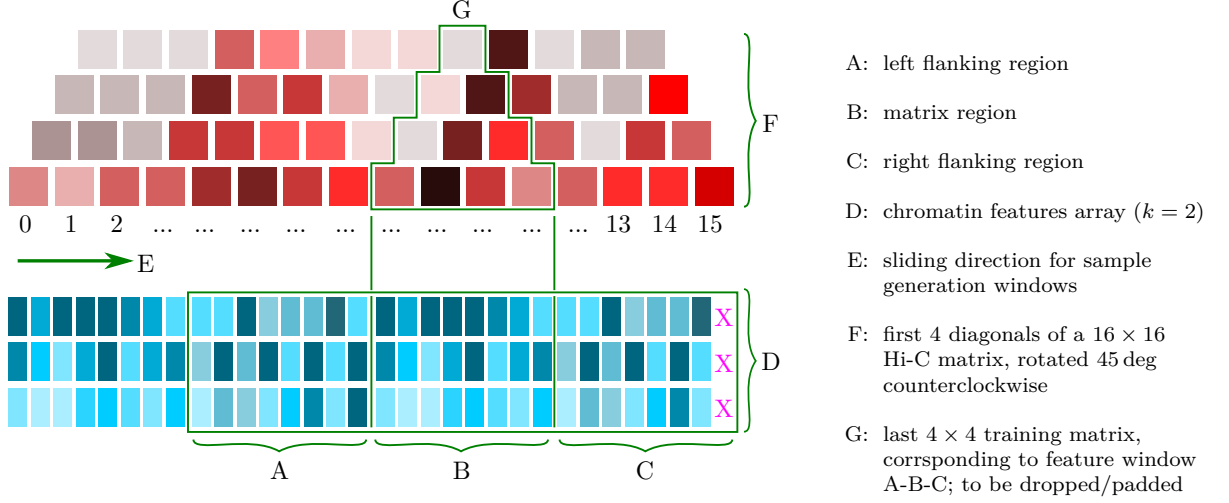 G
F
0 1 2 ... ... ... ... ... ... ... ... ... ... 13 14 15
E
X
X
X
D
A B C
A: left flanking region
B: matrix region
C: right flanking region
D: chromatin features array (k = 2)
E: sliding direction for sample
generation windows
F: first 4 diagonals of a 16 × 16
Hi-C matrix, rotated 45 deg
counterclockwise
G: last 4 × 4 training matrix,
corrsponding to feature window
A-B-C; to be dropped/padded